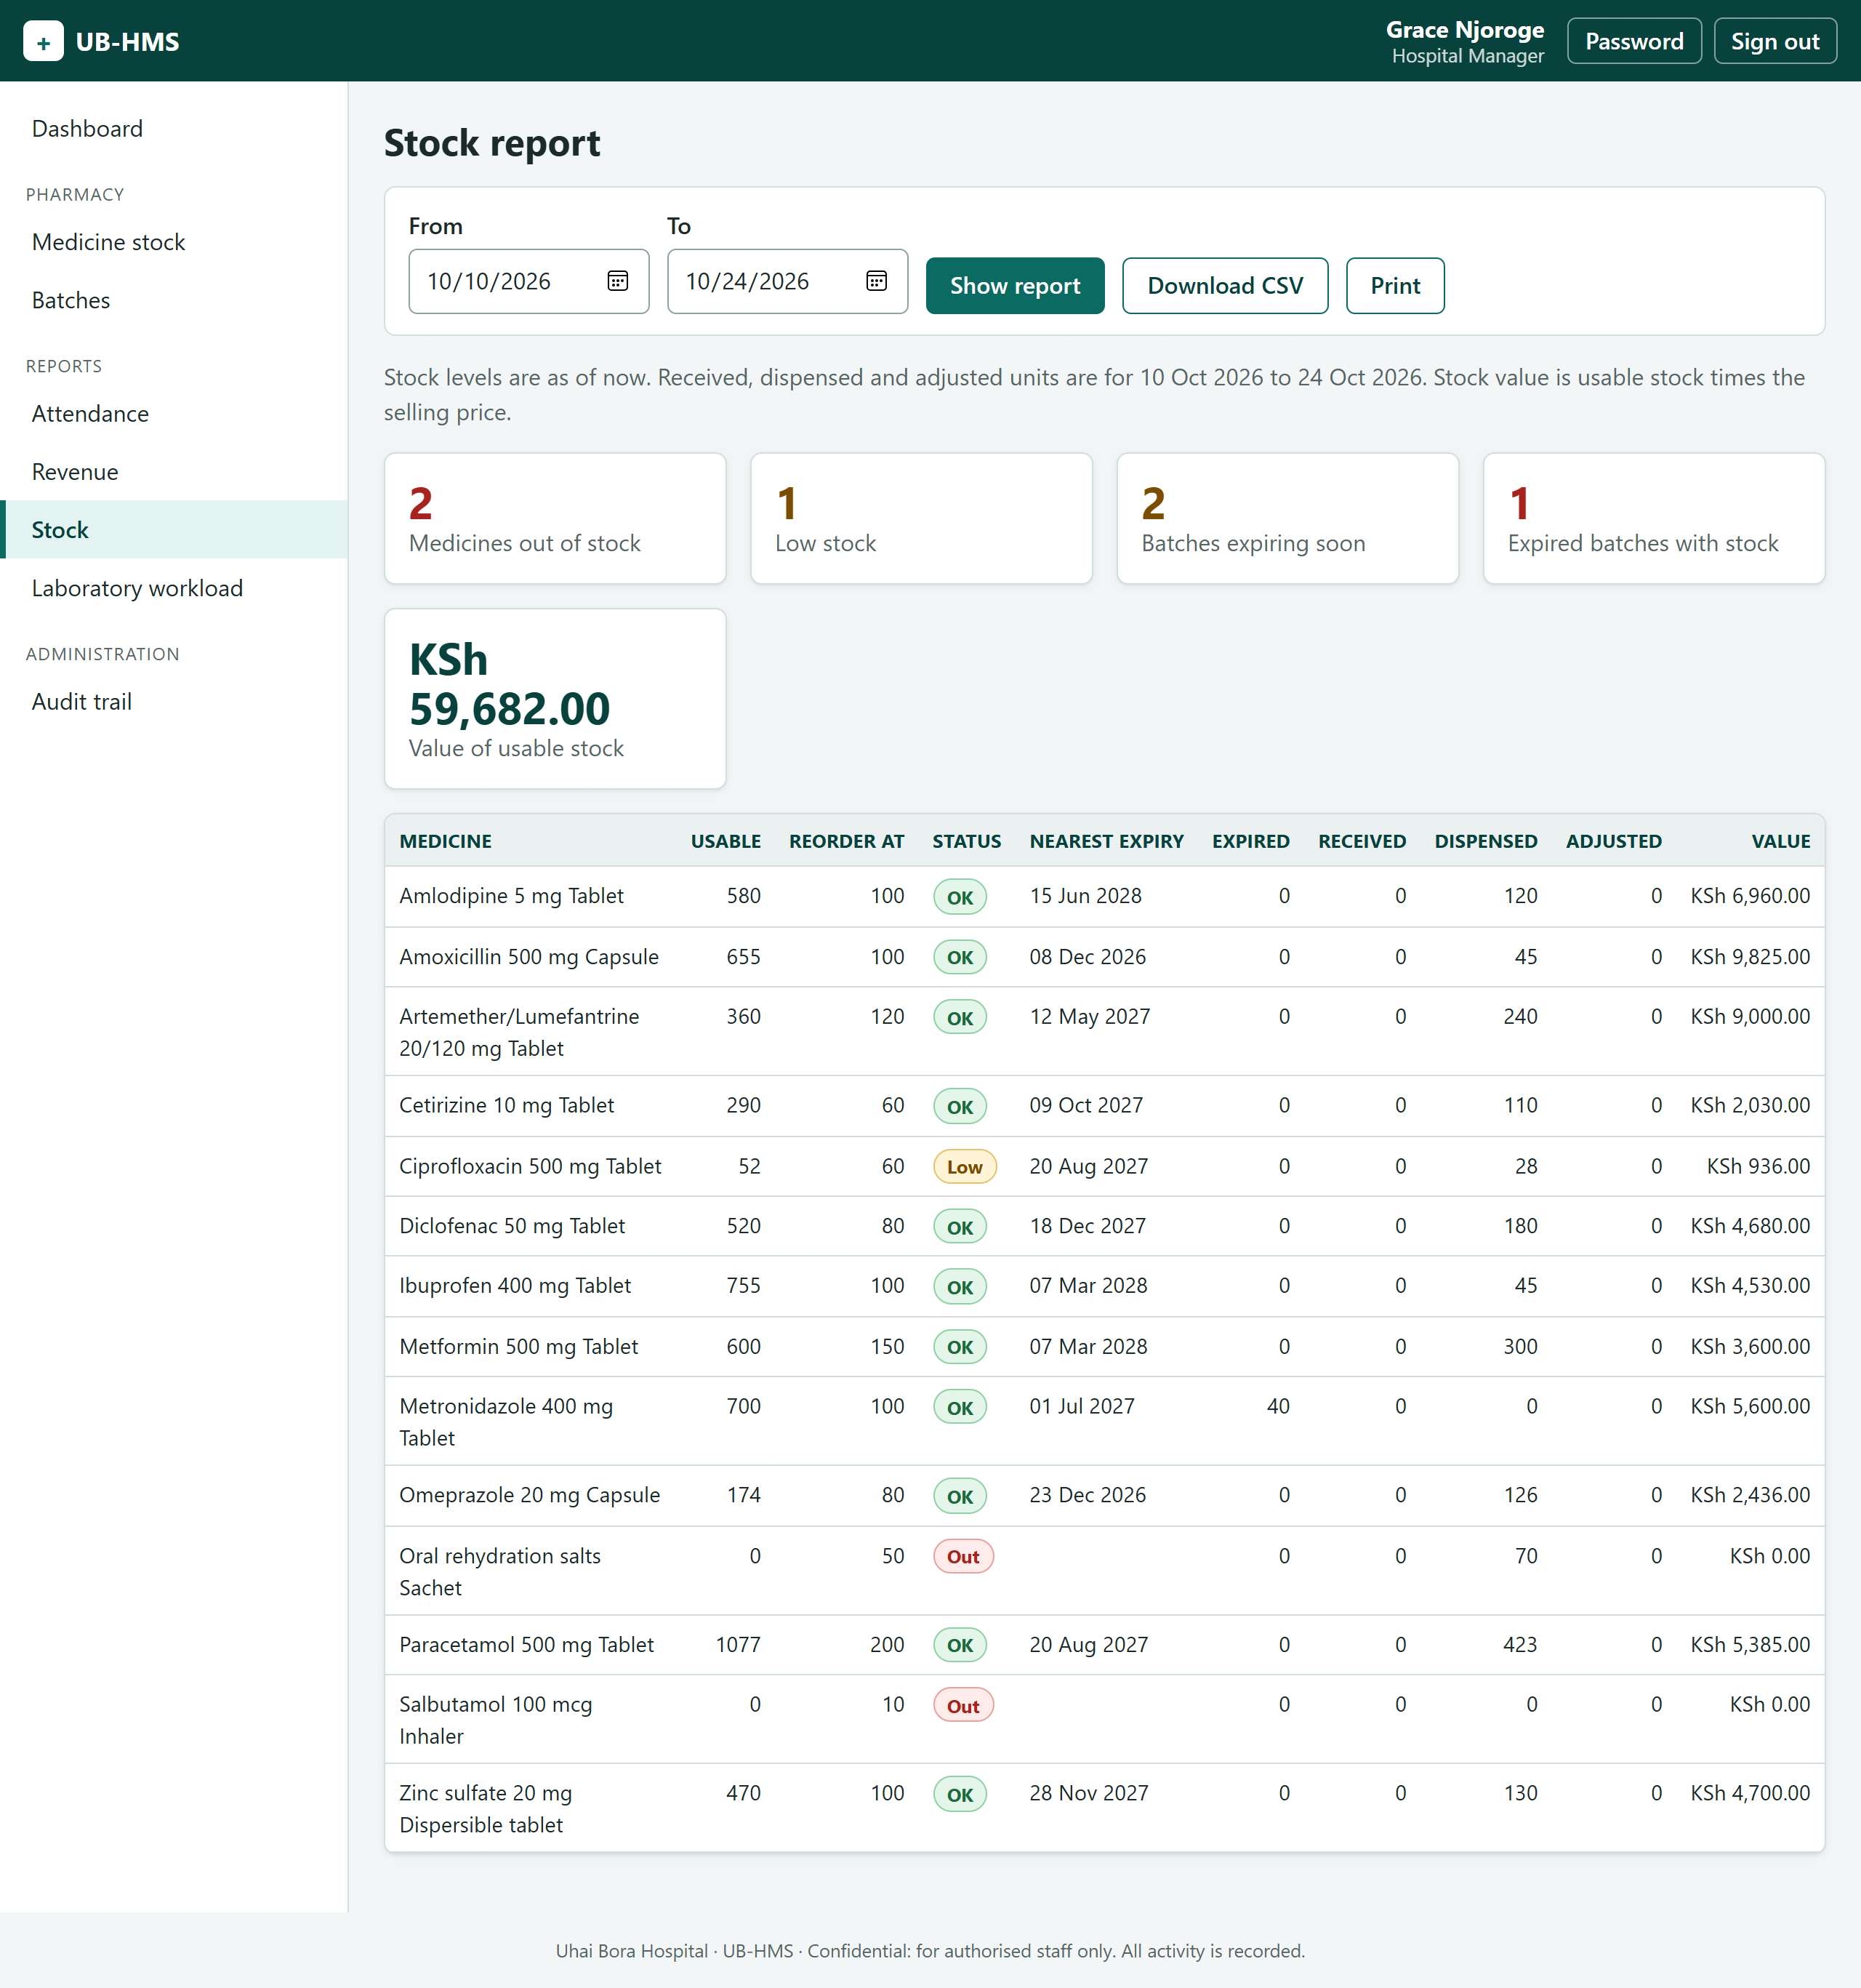 + UB-HMS
Grace Njoroge
Hospital Manager
Password
Sign out
Dashboard
PHARMACY
Medicine stock
Batches
REPORTS
Attendance
Revenue
Stock
Laboratory workload
ADMINISTRATION
Audit trail
Stock report
From To
10/10/2026 10/24/2026 Show report Download CSV Print
Stock levels are as of now. Received, dispensed and adjusted units are for 10 Oct 2026 to 24 Oct 2026. Stock value is usable stock times the
selling price.
2
Medicines out of stock
1
Low stock
2
Batches expiring soon
1
Expired batches with stock
KSh
59,682.00
Value of usable stock
MEDICINE USABLE REORDER AT STATUS NEAREST EXPIRY EXPIRED RECEIVED DISPENSED ADJUSTED VALUE
Amlodipine 5 mg Tablet 580 100 OK 15 Jun 2028 0 0 120 0 KSh 6,960.00
Amoxicillin 500 mg Capsule 655 100 OK 08 Dec 2026 0 0 45 0 KSh 9,825.00
Artemether/Lumefantrine 360 120 OK 12 May 2027 0 0 240 0 KSh 9,000.00
20/120 mg Tablet
Cetirizine 10 mg Tablet 290 60 OK 09 Oct 2027 0 0 110 0 KSh 2,030.00
Ciprofloxacin 500 mg Tablet 52 60 Low 20 Aug 2027 0 0 28 0 KSh 936.00
Diclofenac 50 mg Tablet 520 80 OK 18 Dec 2027 0 0 180 0 KSh 4,680.00
Ibuprofen 400 mg Tablet 755 100 OK 07 Mar 2028 0 0 45 0 KSh 4,530.00
Metformin 500 mg Tablet 600 150 OK 07 Mar 2028 0 0 300 0 KSh 3,600.00
Metronidazole 400 mg 700 100 OK 01 Jul 2027 40 0 0 0 KSh 5,600.00
Tablet
Omeprazole 20 mg Capsule 174 80 OK 23 Dec 2026 0 0 126 0 KSh 2,436.00
Oral rehydration salts 0 50 Out 0 0 70 0 KSh 0.00
Sachet
Paracetamol 500 mg Tablet 1077 200 OK 20 Aug 2027 0 0 423 0 KSh 5,385.00
Salbutamol 100 mcg 0 10 Out 0 0 0 0 KSh 0.00
Inhaler
Zinc sulfate 20 mg 470 100 OK 28 Nov 2027 0 0 130 0 KSh 4,700.00
Dispersible tablet
Uhai Bora Hospital · UB-HMS · Confidential: for authorised staff only. All activity is recorded.